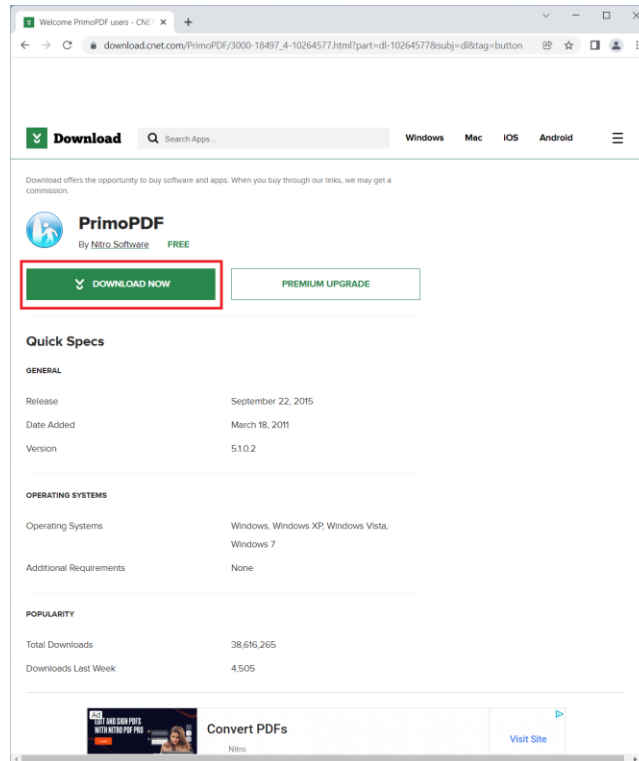 Welcome PrimoPDF users - CNE
download.cnet.com/PrimoPDF/3000-18497_4-10264577.html?part=dl-10264577&subj=dl&tag=button
Download
Search Apps...
Windows Mac iOS Android
Download offers the opportunity to buy software and apps. When you buy through our links, we may get a
commission.
PrimoPDF
By Nitro Software FREE
DOWNLOAD NOW
PREMIUM UPGRADE
Quick Specs
GENERAL
Release September 22, 2015
Date Added March 18, 2011
Version 5.1.0.2
OPERATING SYSTEMS
Operating Systems Windows, Windows XP, Windows Vista,
Windows 7
Additional Requirements None
POPULARITY
Total Downloads 38,616,265
Downloads Last Week 4,505
Ad
EDIT AND SIGN PDFS
WITH NITRO PDF PRO
Convert PDFs
Nitro
Visit Site